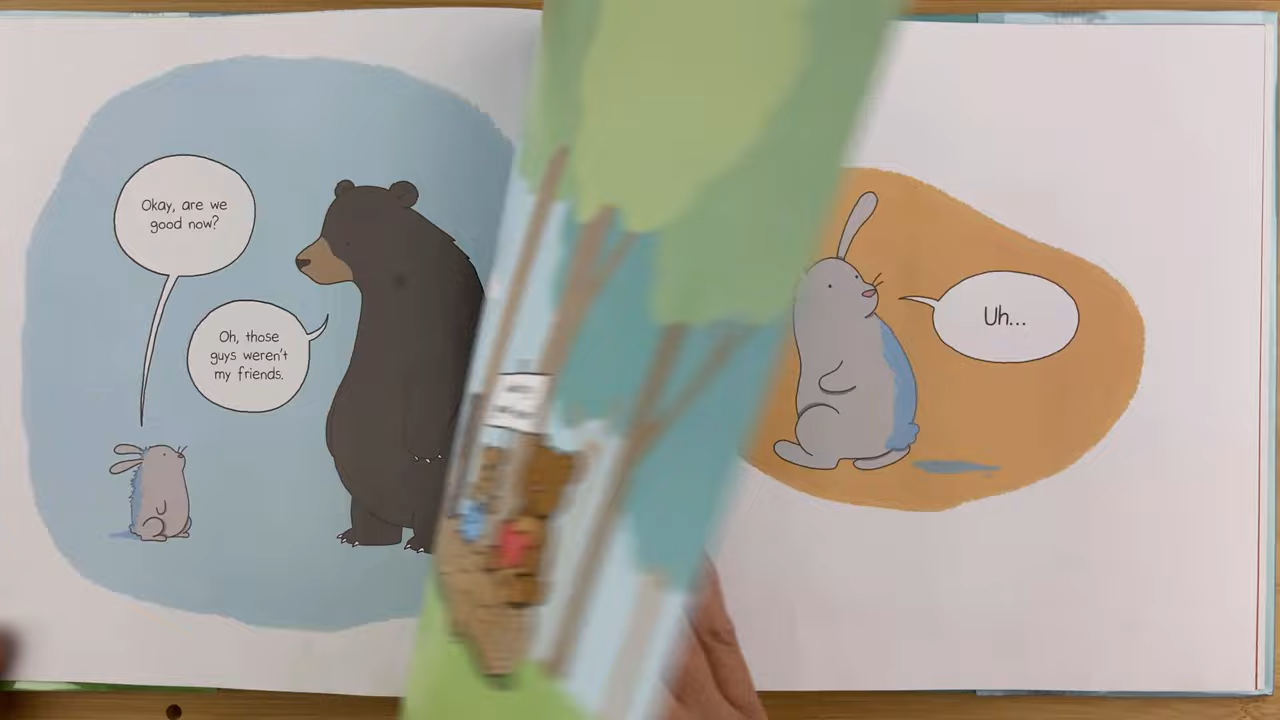 Okay, are we
good now?
Oh, those
guys weren't
my friends.
Uh...